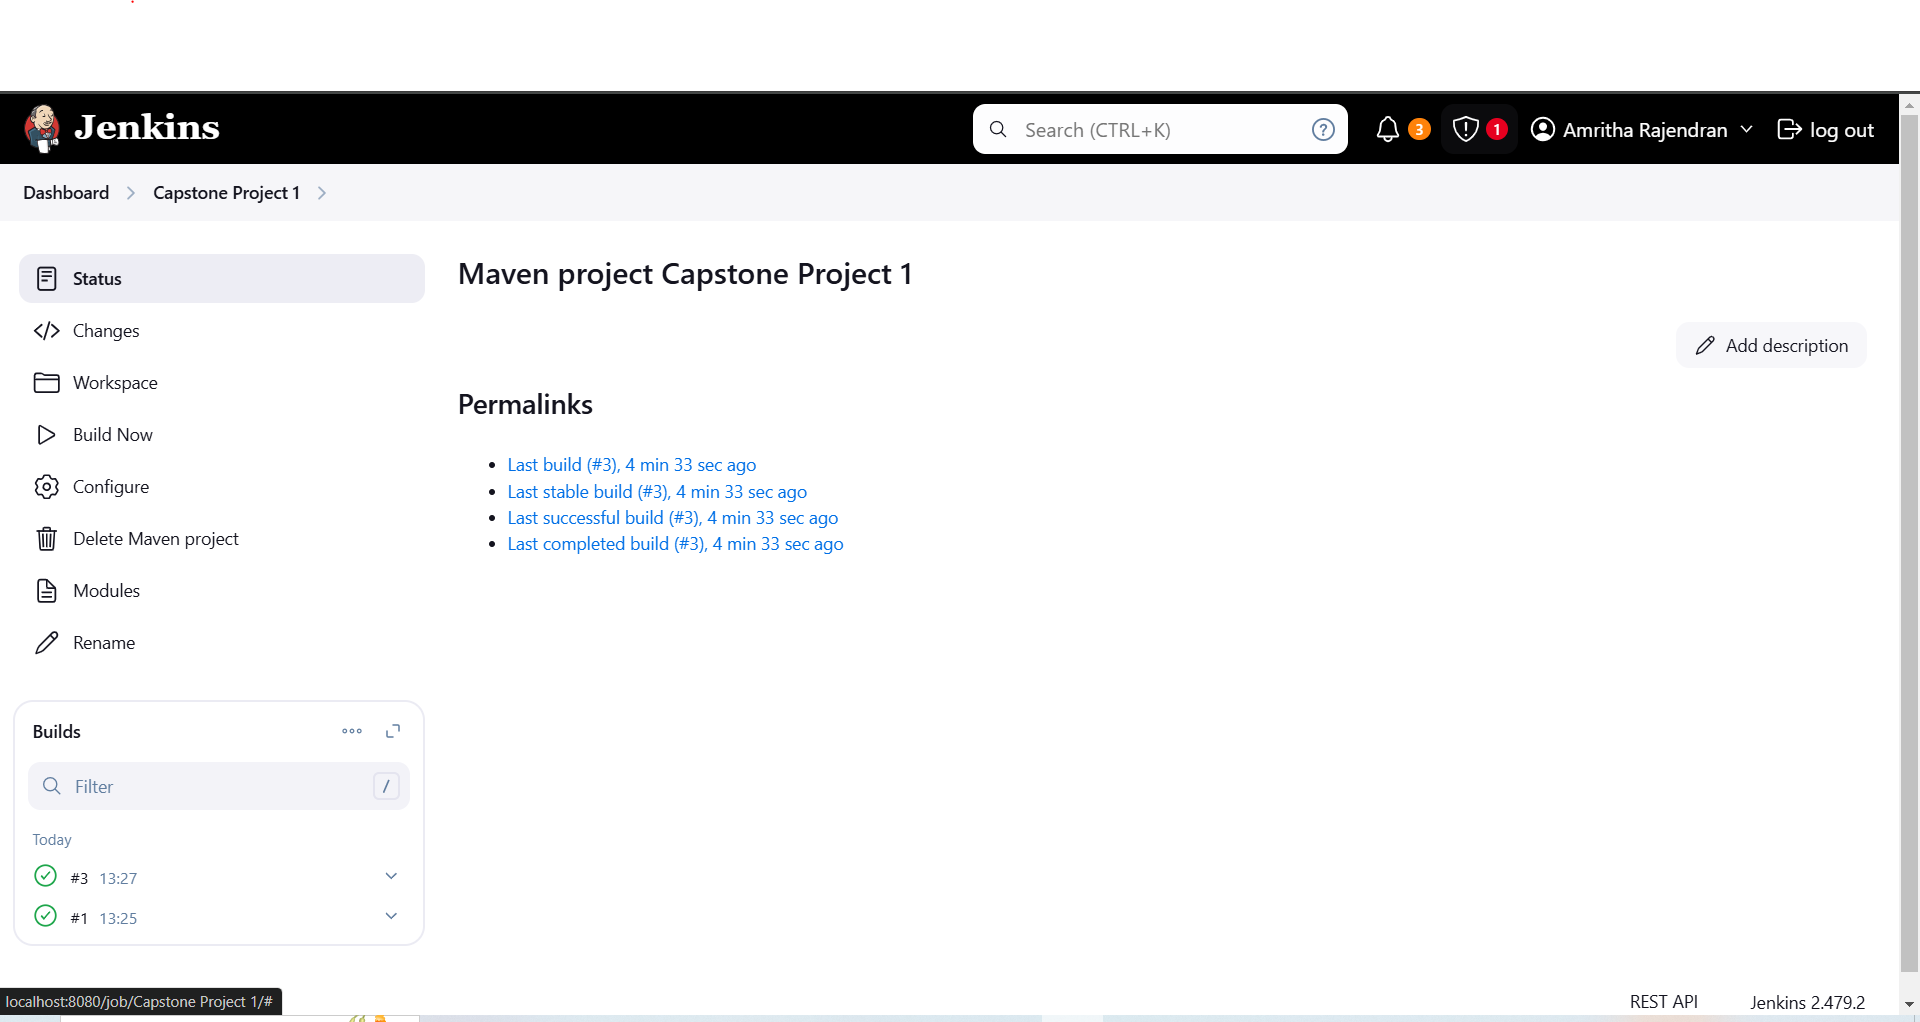 Jenkins
Search (CTRL+K)
?
3
1
Amritha Rajendran
log out
Dashboard
Capstone Project 1
Status
Changes
Workspace
Build Now
Configure
Delete Maven project
Modules
Rename
Maven project Capstone Project 1
Add description
Permalinks
Last build (#3), 4 min 33 sec ago
Last stable build (#3), 4 min 33 sec ago
Last successful build (#3), 4 min 33 sec ago
Last completed build (#3), 4 min 33 sec ago
Builds
Filter
/
Today
#3 13:27
#1 13:25
localhost:8080/job/Capstone Project 1/#
REST API
Jenkins 2.479.2